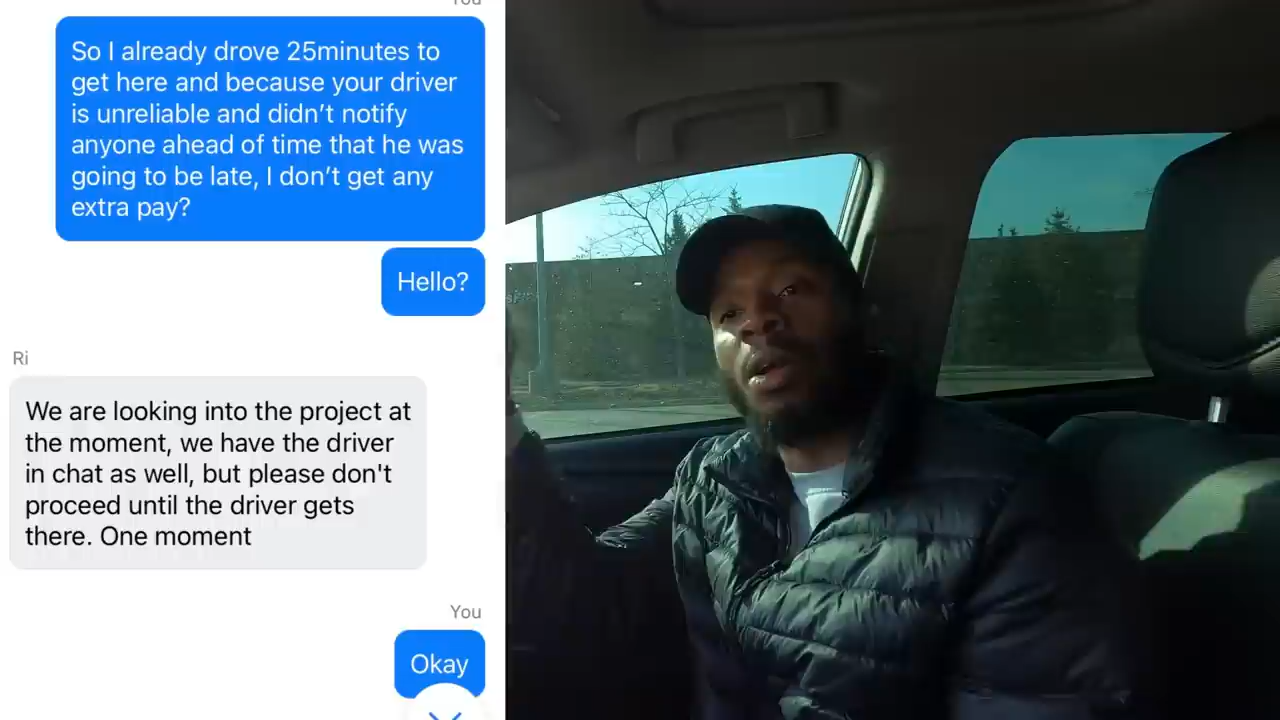 You
So I already drove 25minutes to
get here and because your driver
is unreliable and didn’t notify
anyone ahead of time that he was
going to be late, I don’t get any
extra pay?
Hello?
Ri
We are looking into the project at
the moment, we have the driver
in chat as well, but please don't
proceed until the driver gets
there. One moment
You
Okay